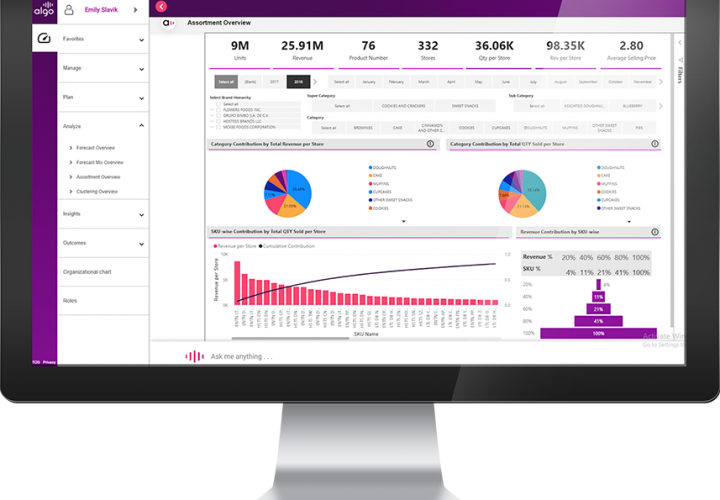 algo
Emily Slavik
Assortment Overview
Favorites
Manage
Plan
Analyze
Forecast Overview
Forecast Mix Overview
Assortment Overview
Clustering Overview
Insights
Outcomes
Organizational chart
Roles
TOS Privacy
9M 25.91M 76 332 36.06K 98.35K 2.80
Units Revenue Product Number Stores Qty per Store Rev per Store Average Selling Price
Filters
Select all (Blank) 2017 2018
Select all January February March April May June July August September October November
Select Brand Hierarchy
Select all
FLOWERS FOODS INC.
GRUPO BIMBO S.A. DE C.V.
HOSTESS BRANDS LLC
MCKEE FOODS CORPORATION
Super Category
Select all COOKIES AND CRACKERS SWEET SNACKS
Sub Category
Select all ASSORTED DOUGHNU... BLUEBERRY
Category
Select all BROWNIES CAKE CINNAMON AND OTHER S... COOKIES CUPCAKES DOUGHNUTS MUFFINS OTHER SWEET SNACKS PIES
Category Contribution by Total Revenue per Store
DOUGHNUTS
CAKE
MUFFINS
CUPCAKES
OTHER SWEET SNACKS
COOKIES
Category Contribution by Total QTY Sold per Store
DOUGHNUTS
CAKE
MUFFINS
COOKIES
CUPCAKES
OTHER SWEET SNACKS
SKU-wise Contribution by Total QTY Sold per Store
Revenue per Store Cumulative Contribution
Revenue per Store
10K
5K
0K
1.0
0.5
0.0
SKU Name
Revenue Contribution by SKU-wise
Revenue % 20% 40% 60% 80% 100%
SKU % 4% 11% 21% 41% 100%
20% 4%
40% 11%
60% 21%
80% 41%
100% 100%
Activate Win
Go to Settings to
Ask me anything . . .